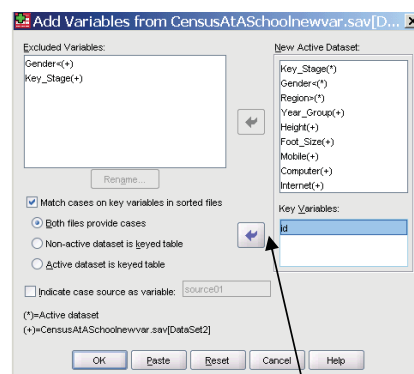 Add Variables from CensusAtASchoolnewvar.sav[D...
Excluded Variables:
Gender<(+)
Key_Stage(+)
New Active Dataset:
Key_Stage(*)
Gender<(*)
Region>(*)
Year_Group(+)
Height(+)
Foot_Size(+)
Mobile(+)
Computer(+)
Internet(+)
Rename...
Match cases on key variables in sorted files
Both files provide cases
Non-active dataset is keyed table
Active dataset is keyed table
Key Variables:
id
Indicate case source as variable: source01
(*)=Active dataset
(+)=CensusAtASchoolnewvar.sav[DataSet2]
OK Paste Reset Cancel Help